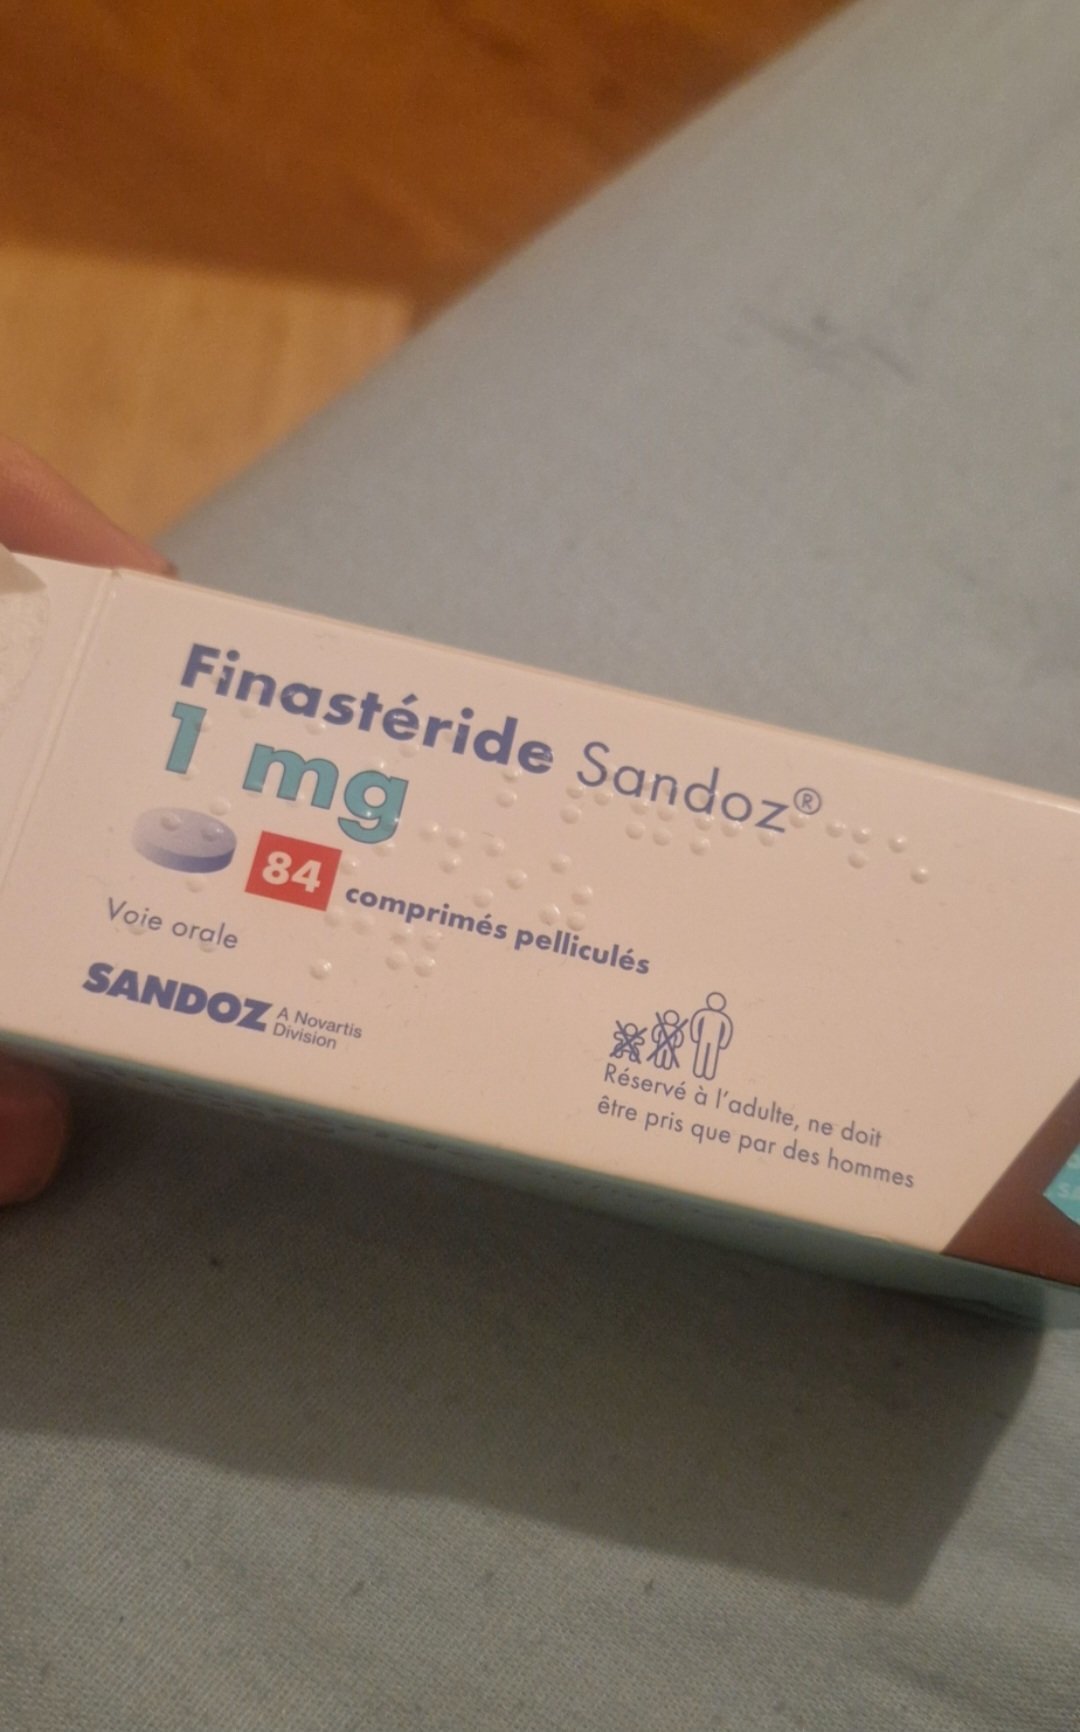 Finastéride Sandoz®
1 mg
84 comprimés pelliculés
Voie orale
SANDOZ A Novartis
Division
Réservé à l'adulte, ne doit
être pris que par des hommes